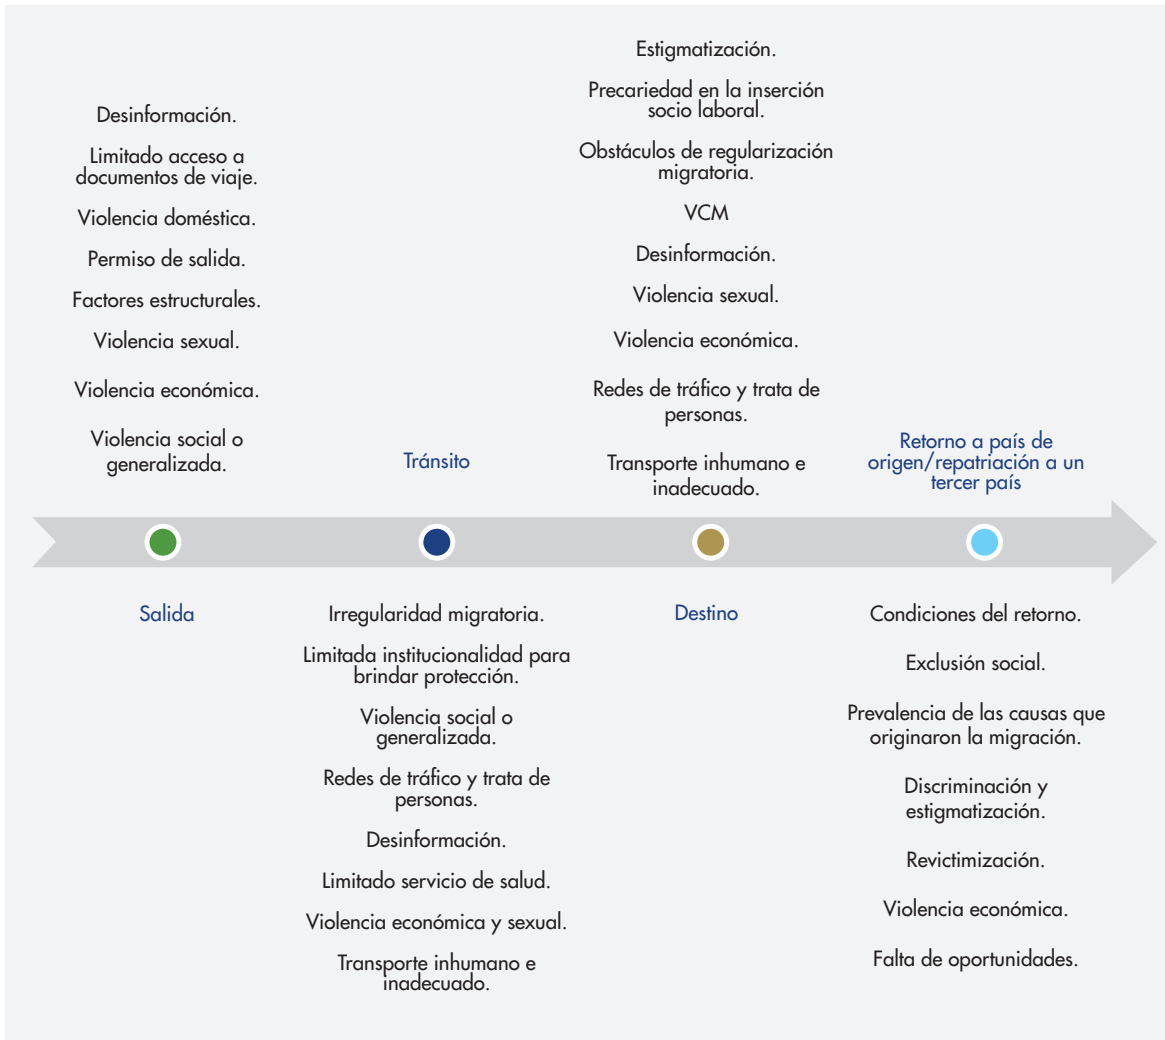 Desinformación.
Limitado acceso a
documentos de viaje.
Violencia doméstica.
Permiso de salida.
Factores estructurales.
Violencia sexual.
Violencia económica.
Violencia social o
generalizada.
Salida
Tránsito
Irregularidad migratoria.
Limitada institucionalidad para
brindar protección.
Violencia social o
generalizada.
Redes de tráfico y trata de
personas.
Desinformación.
Limitado servicio de salud.
Violencia económica y sexual.
Transporte inhumano e
inadecuado.
Estigmatización.
Precariedad en la inserción
socio laboral.
Obstáculos de regularización
migratoria.
VCM
Desinformación.
Violencia sexual.
Violencia económica.
Redes de tráfico y trata de
personas.
Transporte inhumano e
inadecuado.
Destino
Retorno a país de
origen/repatriación a un
tercer país
Condiciones del retorno.
Exclusión social.
Prevalencia de las causas que
originaron la migración.
Discriminación y
estigmatización.
Revictimización.
Violencia económica.
Falta de oportunidades.